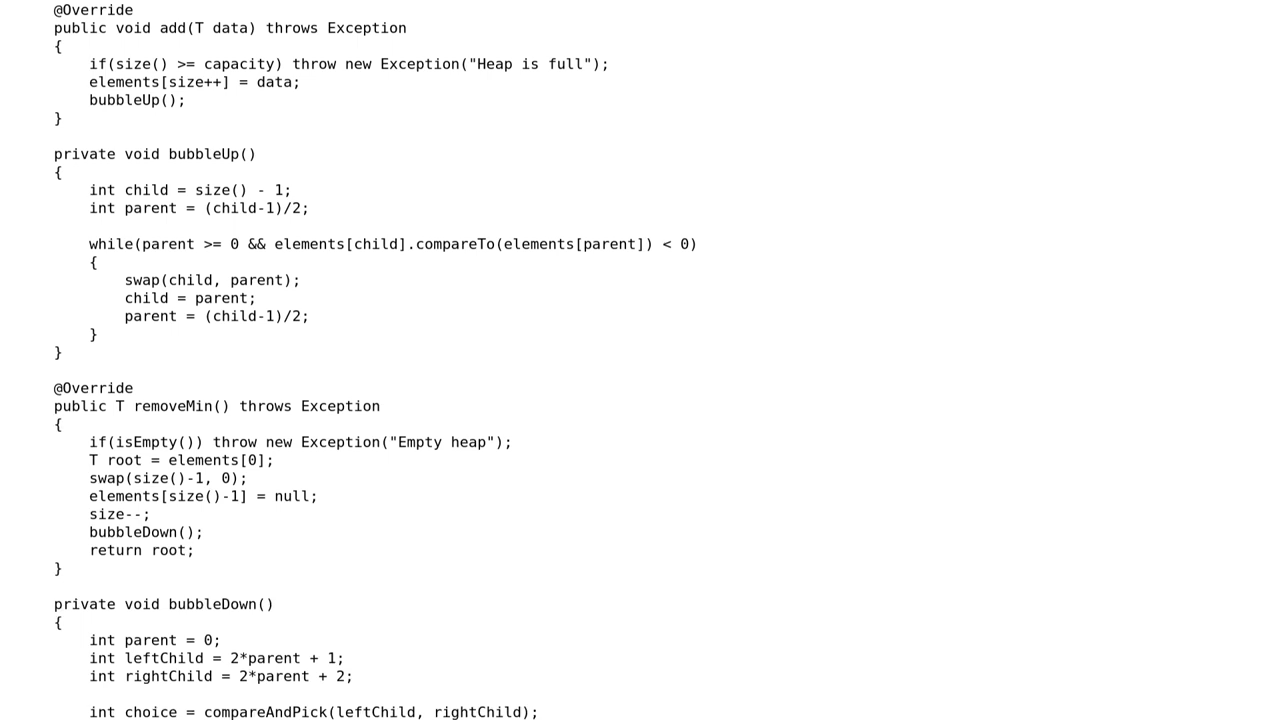 @Override
public void add(T data) throws Exception
{
if(size() >= capacity) throw new Exception("Heap is full");
elements[size++] = data;
bubbleUp();
}
private void bubbleUp()
{
int child = size() - 1;
int parent = (child-1)/2;
while(parent >= 0 && elements[child].compareTo(elements[parent]) < 0)
{
swap(child, parent);
child = parent;
parent = (child-1)/2;
}
}
@Override
public T removeMin() throws Exception
{
if(isEmpty()) throw new Exception("Empty heap");
T root = elements[0];
swap(size()-1, 0);
elements[size()-1] = null;
size--;
bubbleDown();
return root;
}
private void bubbleDown()
{
int parent = 0;
int leftChild = 2*parent + 1;
int rightChild = 2*parent + 2;
int choice = compareAndPick(leftChild, rightChild);